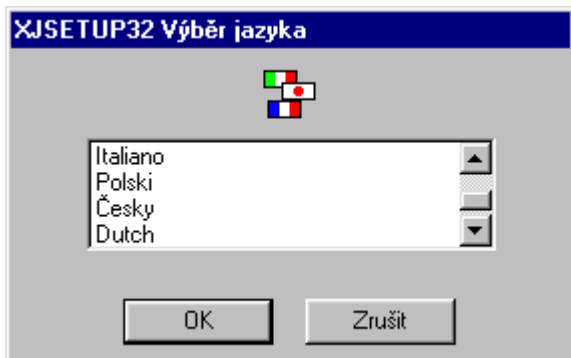 XJSETUP32 Výběr jazyka
Italiano
Polski
Česky
Dutch
OK
Zrušit